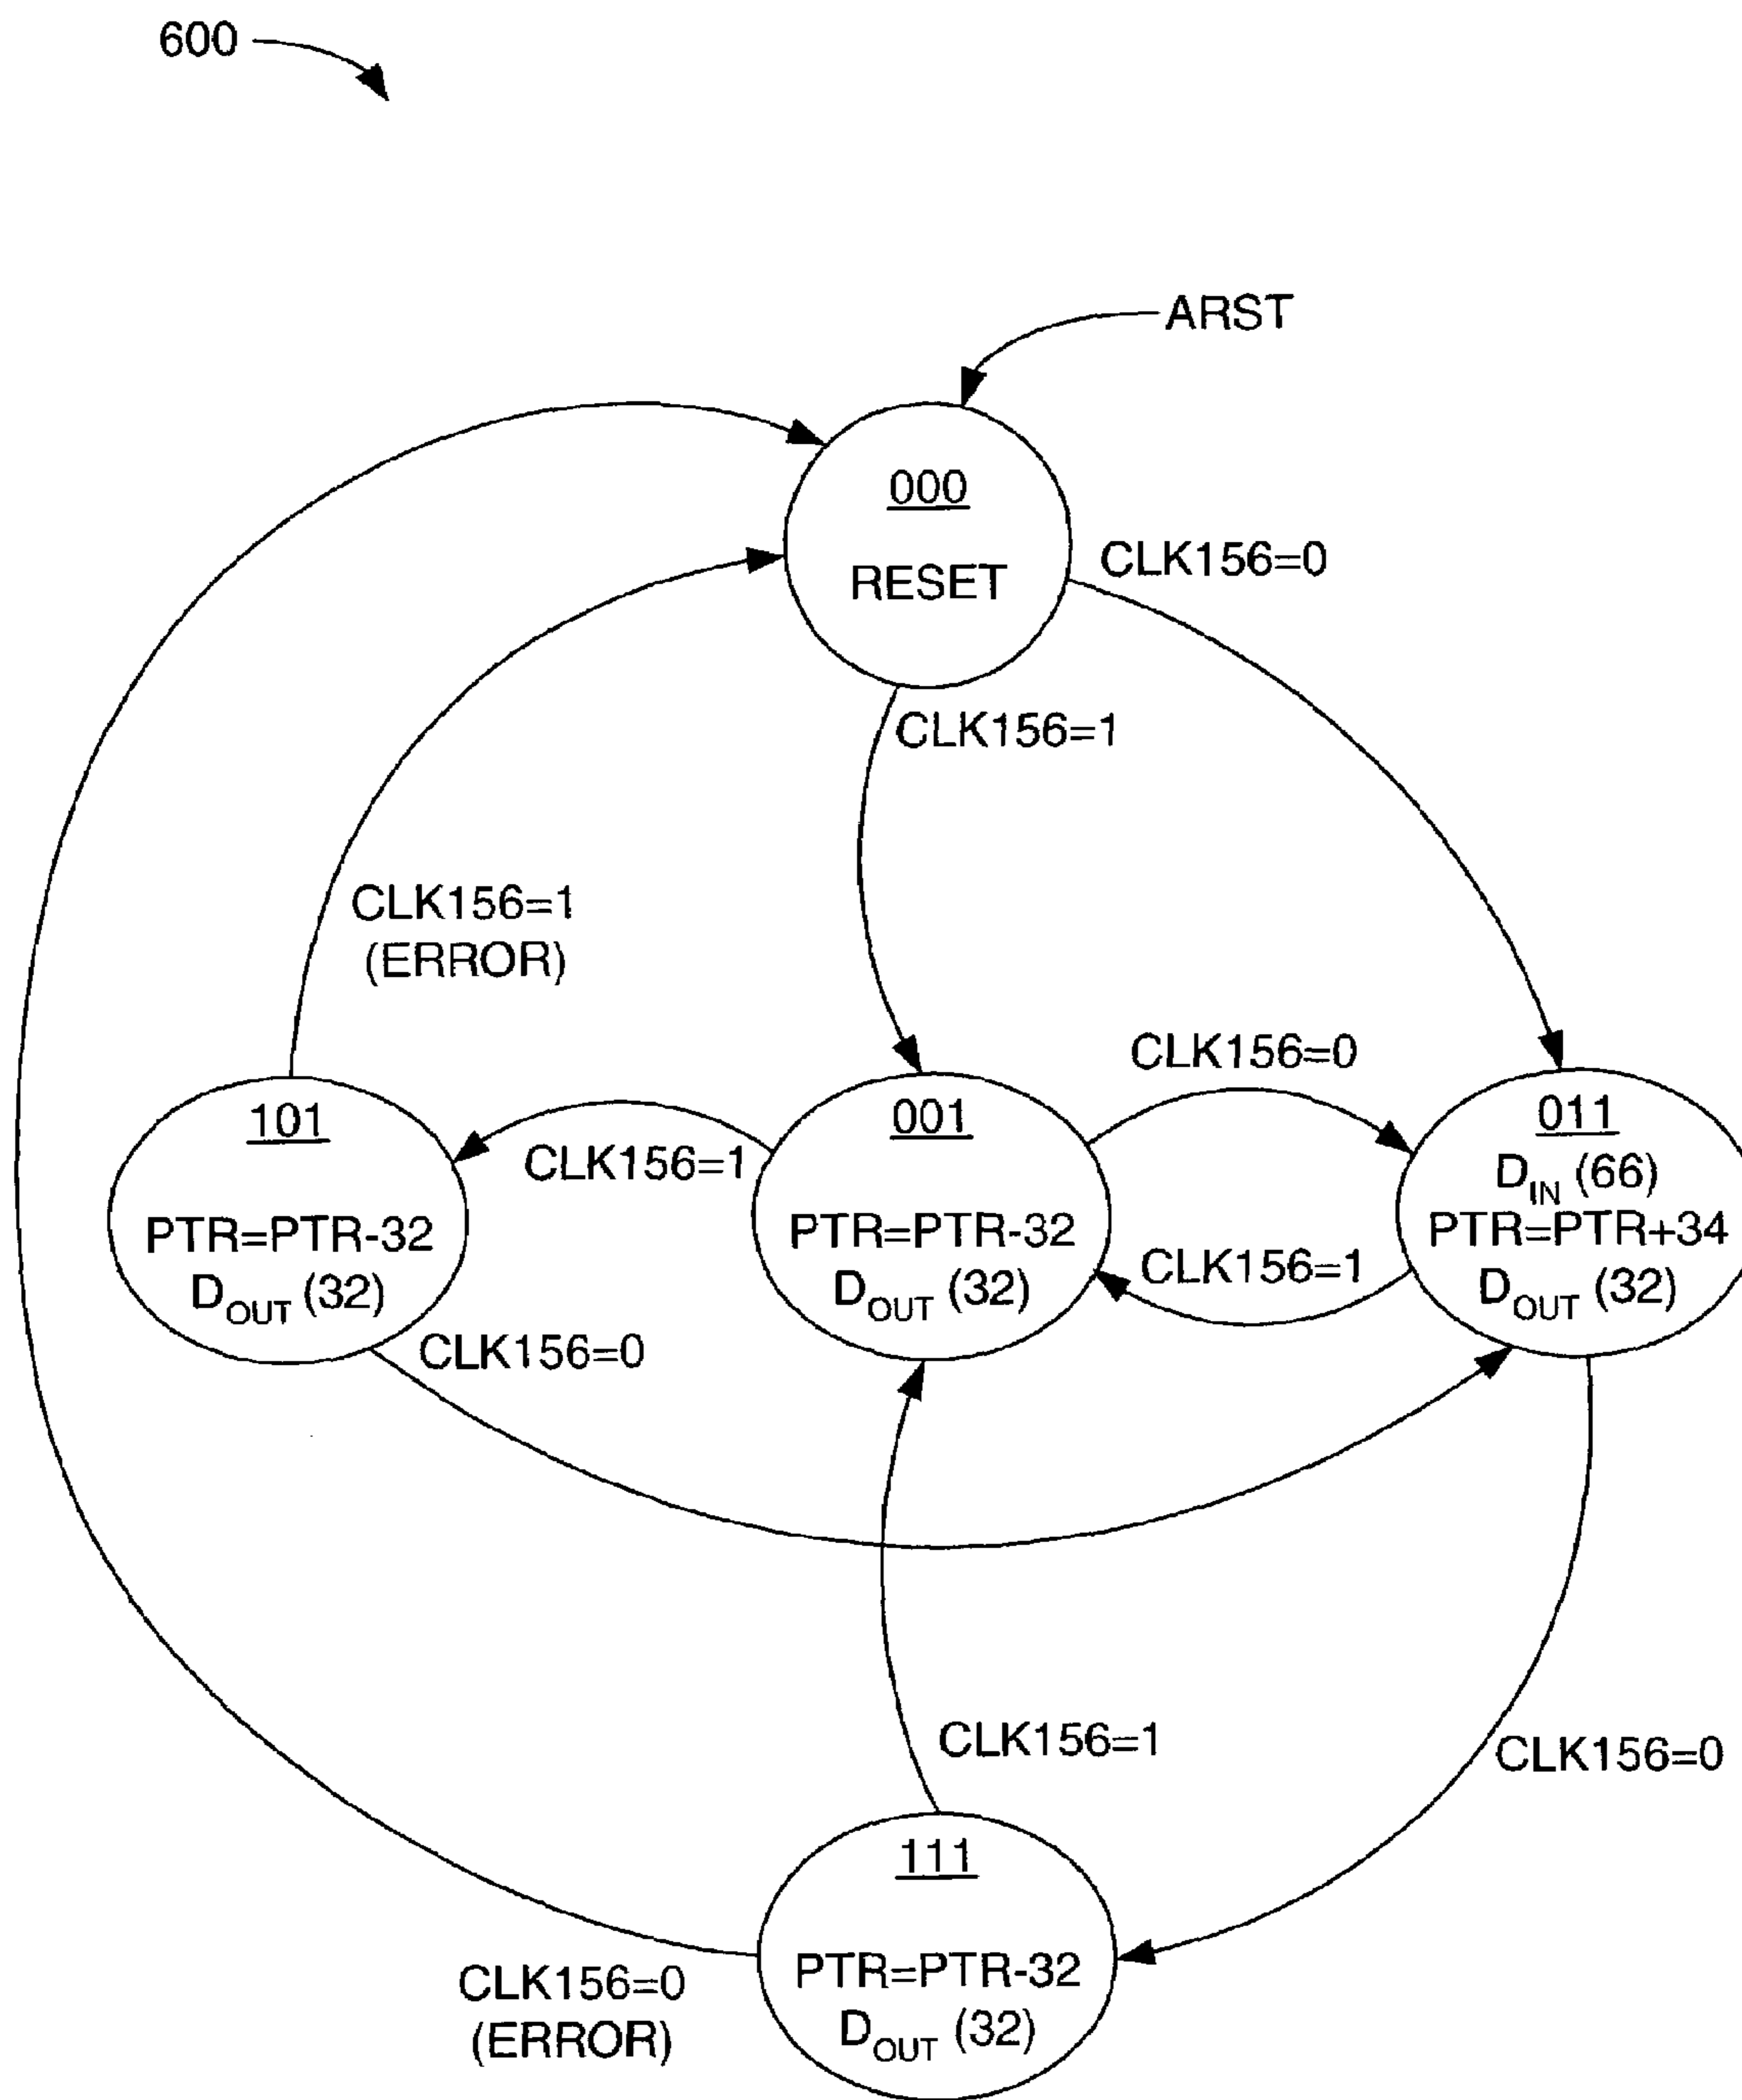 600
ARST
000
RESET
CLK156=0
CLK156=1
CLK156=1
(ERROR)
CLK156=0
101
PTR=PTR-32
DOUT (32)
CLK156=1
001
PTR=PTR-32
DOUT (32)
011
DIN (66)
PTR=PTR+34
DOUT (32)
CLK156=1
CLK156=0
CLK156=1
CLK156=0
111
PTR=PTR-32
DOUT (32)
CLK156=0
(ERROR)